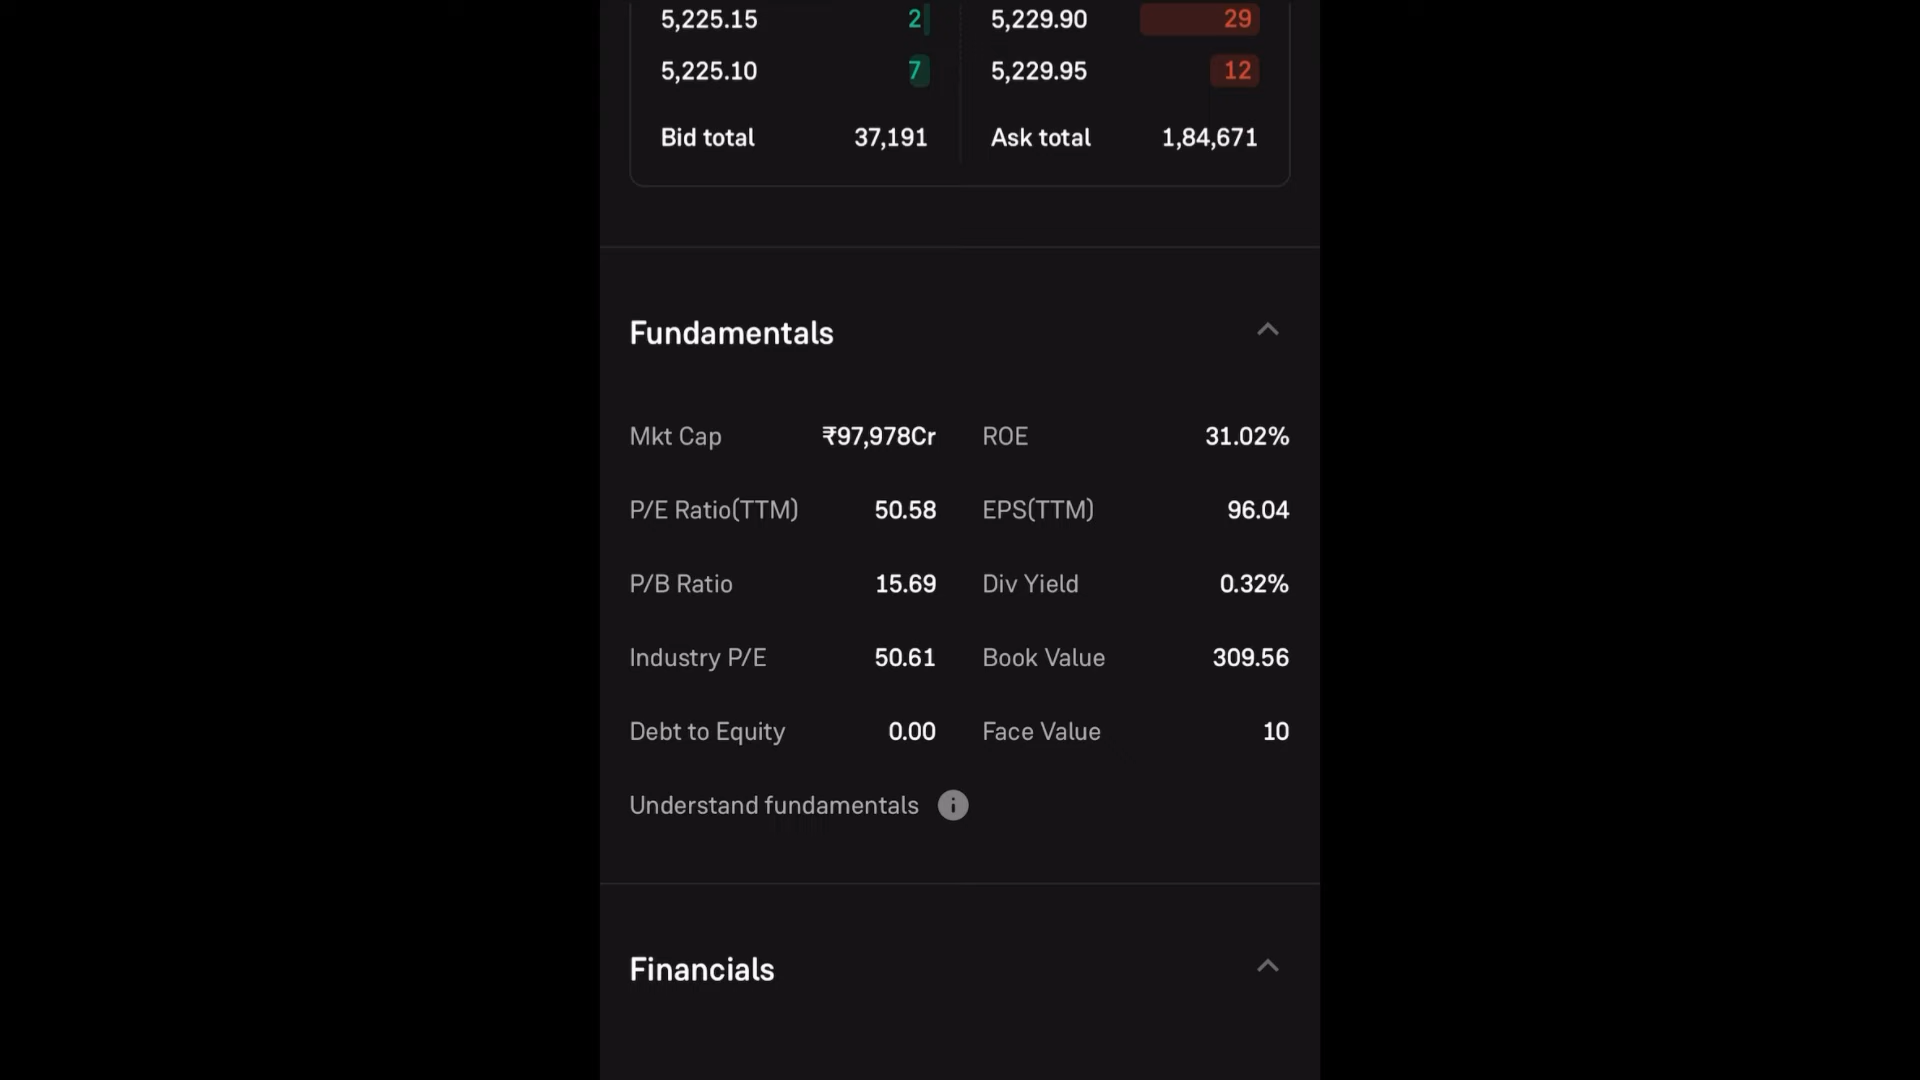 5,225.15 2 5,229.90 29
5,225.10 7 5,229.95 12
Bid total 37,191 Ask total 1,84,671
Fundamentals
Mkt Cap ₹97,978Cr ROE 31.02%
P/E Ratio(TTM) 50.58 EPS(TTM) 96.04
P/B Ratio 15.69 Div Yield 0.32%
Industry P/E 50.61 Book Value 309.56
Debt to Equity 0.00 Face Value 10
Understand fundamentals i
Financials